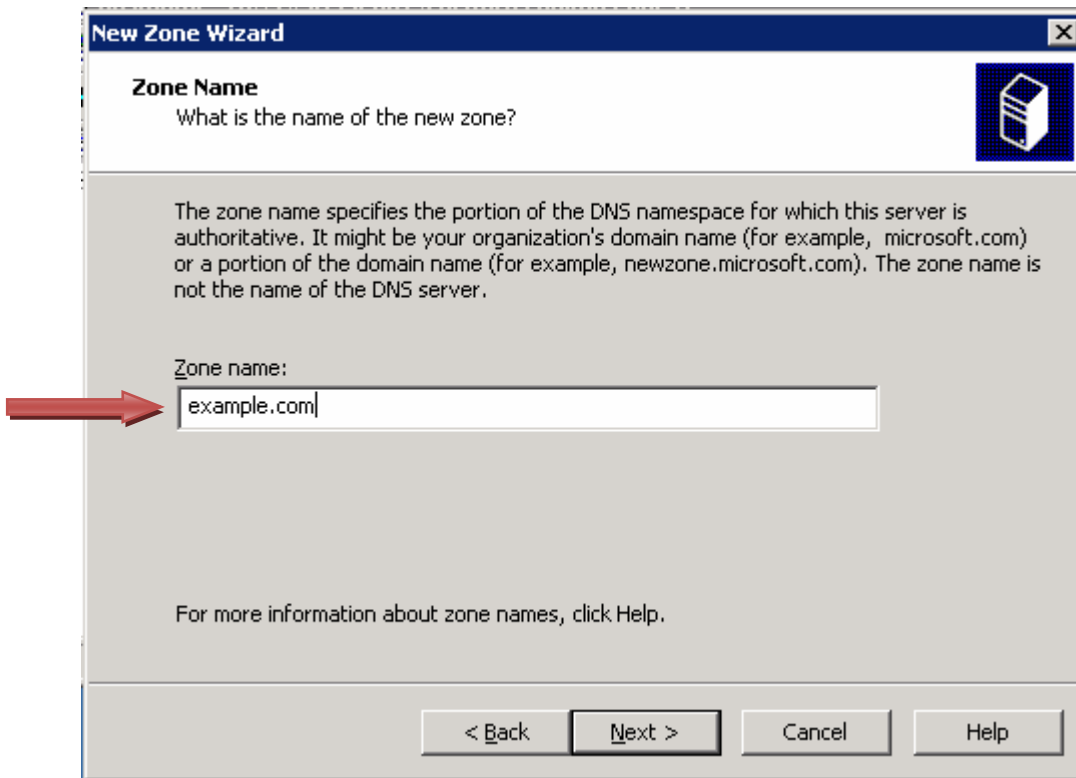 New Zone Wizard
Zone Name
What is the name of the new zone?
The zone name specifies the portion of the DNS namespace for which this server is
authoritative. It might be your organization's domain name (for example, microsoft.com)
or a portion of the domain name (for example, newzone.microsoft.com). The zone name is
not the name of the DNS server.
Zone name:
example.com
For more information about zone names, click Help.
< Back Next > Cancel Help